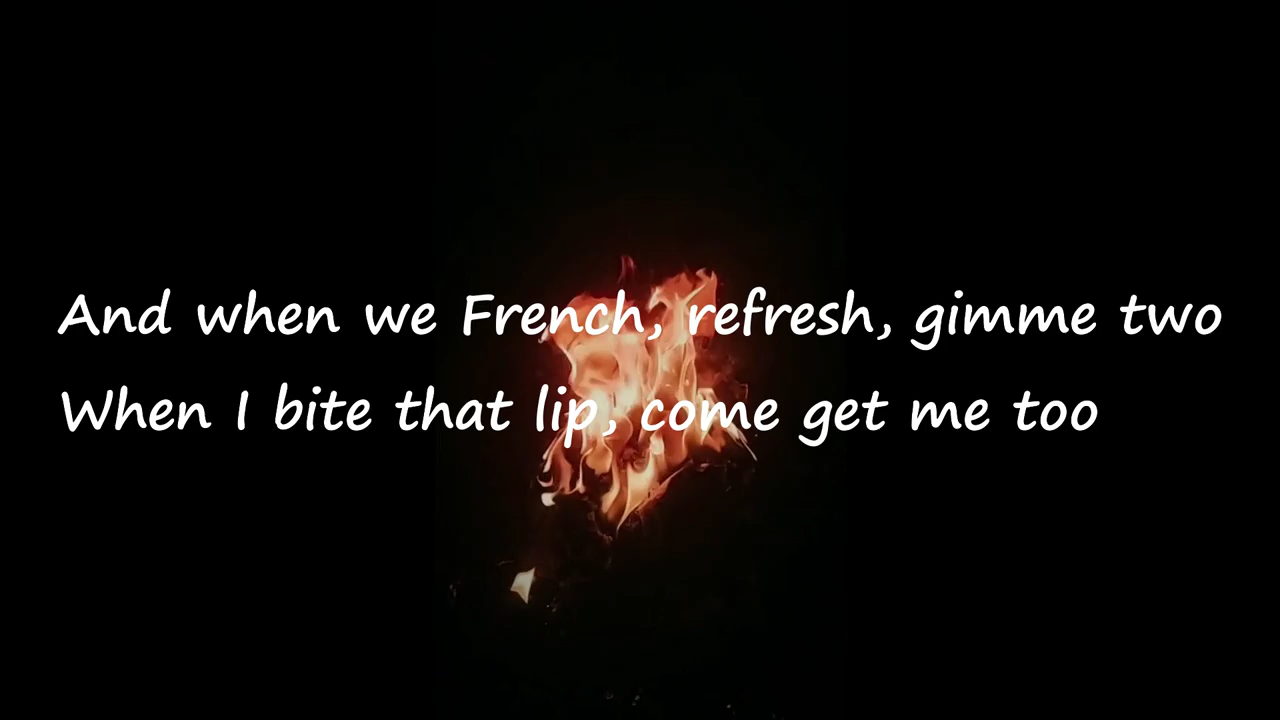 And when we French, refresh, gimme two
When I bite that lip, come get me too